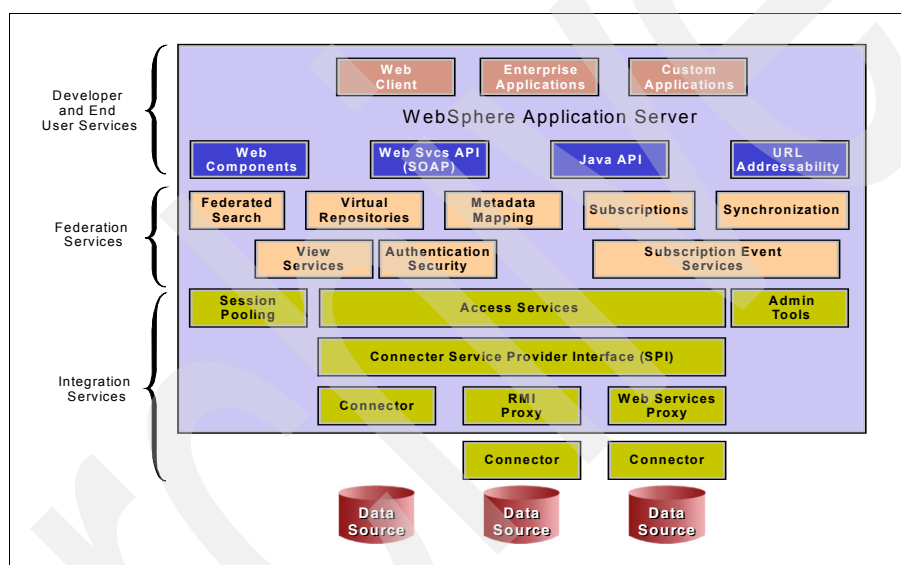 Developer
and End
User Services
Web
Client
Enterprise
Applications
Custom
Applications
WebSphere Application Server
Web
Components
Web Svcs API
(SOAP)
Java API
URL
Addressability
Federation
Services
Federated
Search
Virtual
Repositories
Metadata
Mapping
Subscriptions
Synchronization
View
Services
Authentication
Security
Subscription Event
Services
Integration
Services
Session
Pooling
Access Services
Admin
Tools
Connecter Service Provider Interface (SPI)
Connector
RMI
Proxy
Web Services
Proxy
Connector
Connector
Data
Source
Data
Source
Data
Source